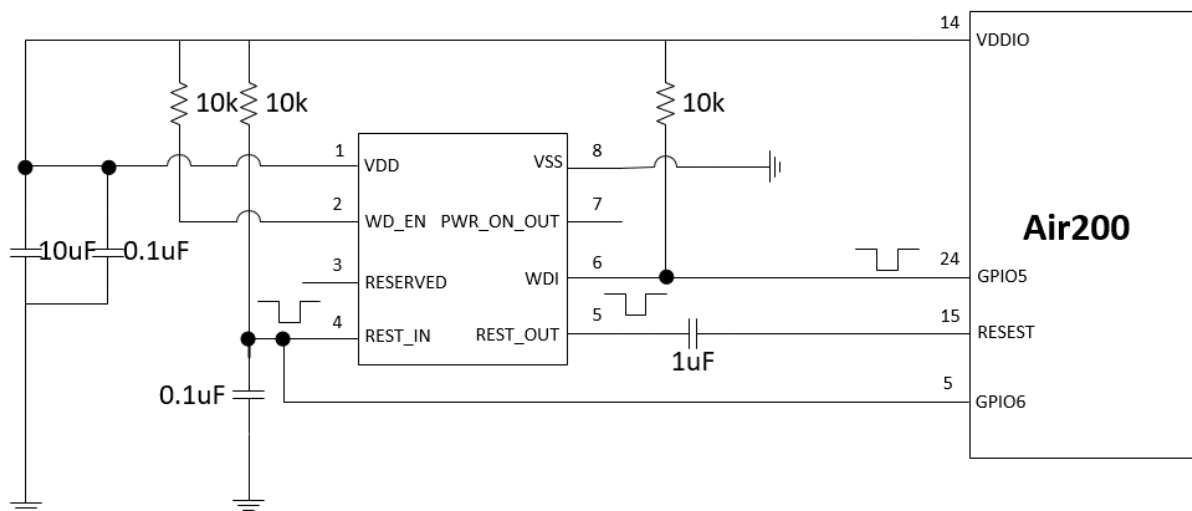 14
VDDIO
10k
10k
10k
1
VDD
VSS
8
2
WD_EN
PWR_ON_OUT
7
Air200
10uF
0.1uF
3
RESERVED
WDI
6
24
GPIO5
4
REST_IN
REST_OUT
5
15
RESEST
1uF
0.1uF
5
GPIO6